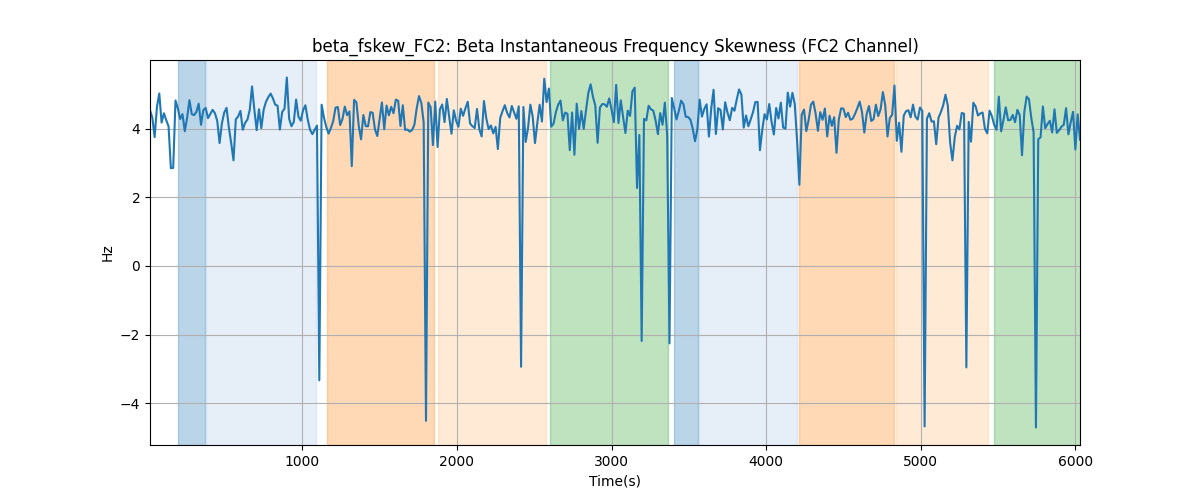 beta_fskew_FC2: Beta Instantaneous Frequency Skewness (FC2 Channel)
Hz
4
2
0
−2
−4
1000 2000 3000 4000 5000 6000
Time(s)